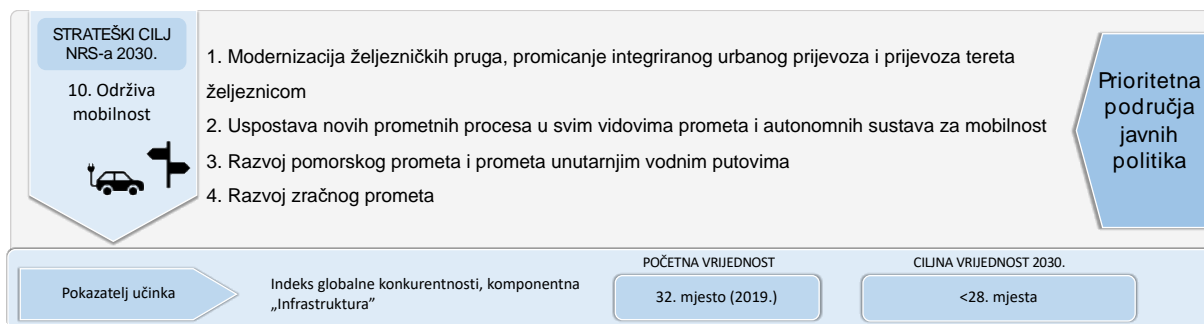 STRATEŠKI CILJ
NRS-a 2030.
10. Održiva
mobilnost
1. Modernizacija željezničkih pruga, promicanje integriranog urbanog prijevoza i prijevoza tereta
željeznicom
2. Uspostava novih prometnih procesa u svim vidovima prometa i autonomnih sustava za mobilnost
3. Razvoj pomorskog prometa i prometa unutarnjim vodnim putovima
4. Razvoj zračnog prometa
Prioritetna
područja
javnih
politika
Pokazatelj učinka
Indeks globalne konkurentnosti, komponentna
„Infrastruktura”
POČETNA VRIJEDNOST
32. mjesto (2019.)
CILJNA VRIJEDNOST 2030.
<28. mjesta